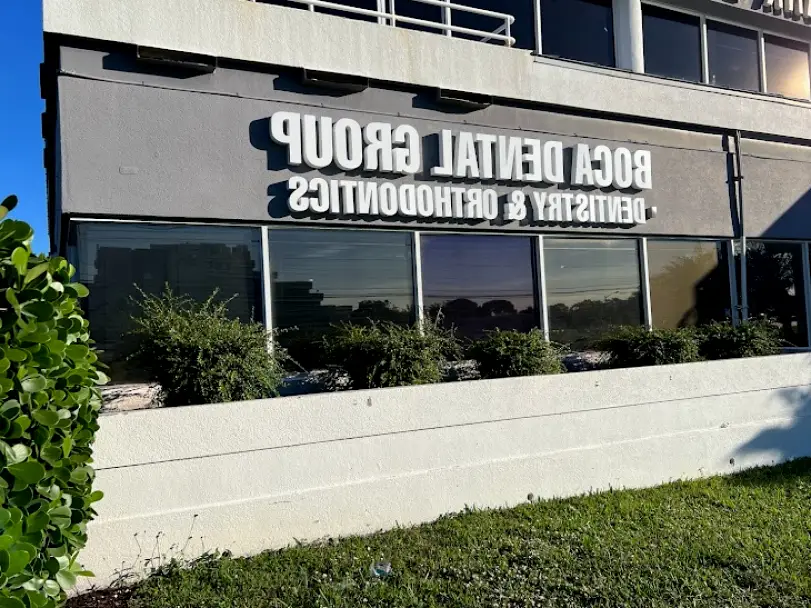 BOCA DENTAL GROUP
DENTISTRY & ORTHODONTICS